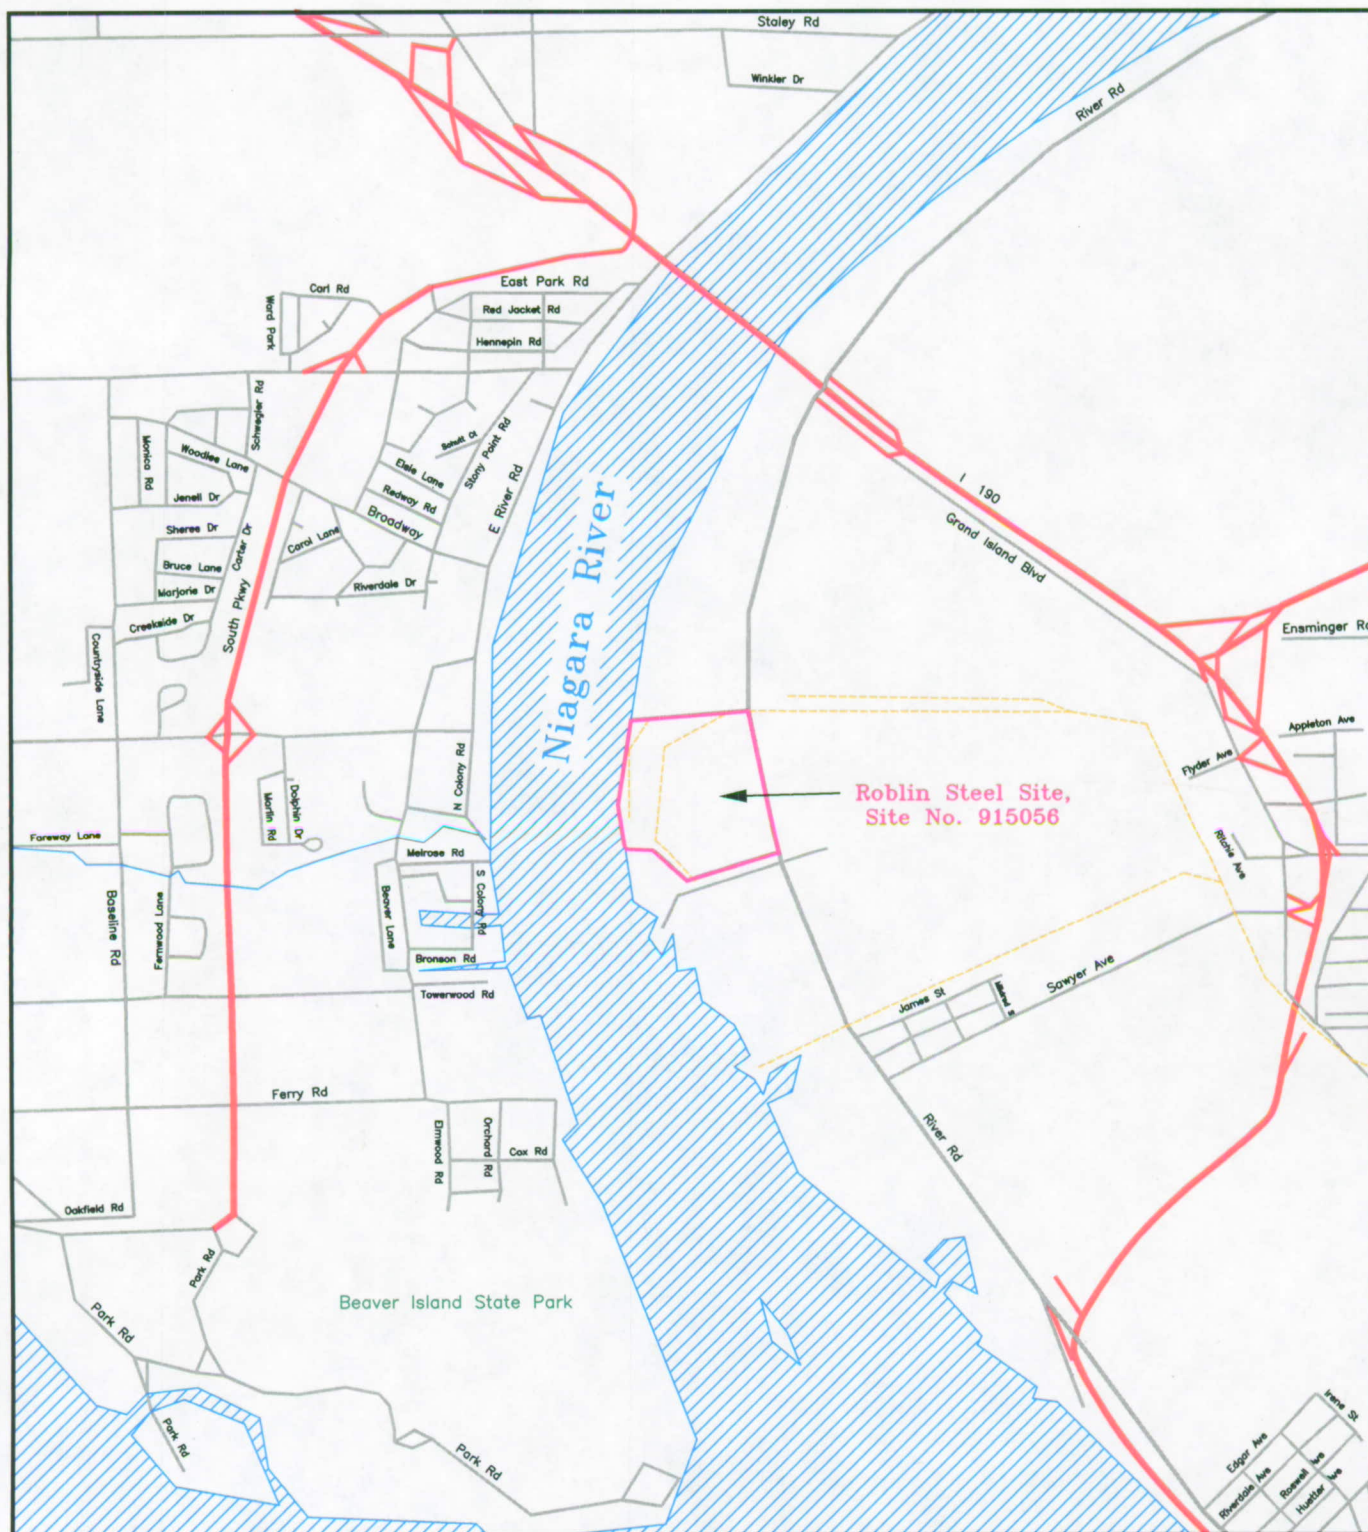 Staley Rd
Winkler Dr
River Rd
East Park Rd
Carl Rd
Ward Park
Red Jacket Rd
Hennepin Rd
Schwegler Rd
Stony Point Rd
E River Rd
Monica Rd
Woodlee Lane
Jenell Dr
Elsie Lane
Redway Rd
Broadway
I 190
Grand Island Blvd
Niagara River
Sheree Dr
Carter Dr
Carol Lane
Bruce Lane
Marjorie Dr
Riverdale Dr
Creekside Dr
South Pkwy
Countryside Lane
Ensminger Rd
Appleton Ave
Flyder Ave
N Colony Rd
Marlin Rd
Dolphin Dr
Roblin Steel Site,
Site No. 915056
Fareway Lane
Ritchie Ave
Melrose Rd
S Colony Rd
Beaver Lane
Baseline Rd
Fernwood Lane
Bronson Rd
Towerwood Rd
James St
Sawyer Ave
Ferry Rd
Elmwood Rd
Orchard Rd
Cox Rd
River Rd
Oakfield Rd
Park Rd
Beaver Island State Park
Park Rd
Park Rd
Park Rd
Irene St
Edgar Ave
Riverdale Ave
Roswell Ave
Huetter Ave